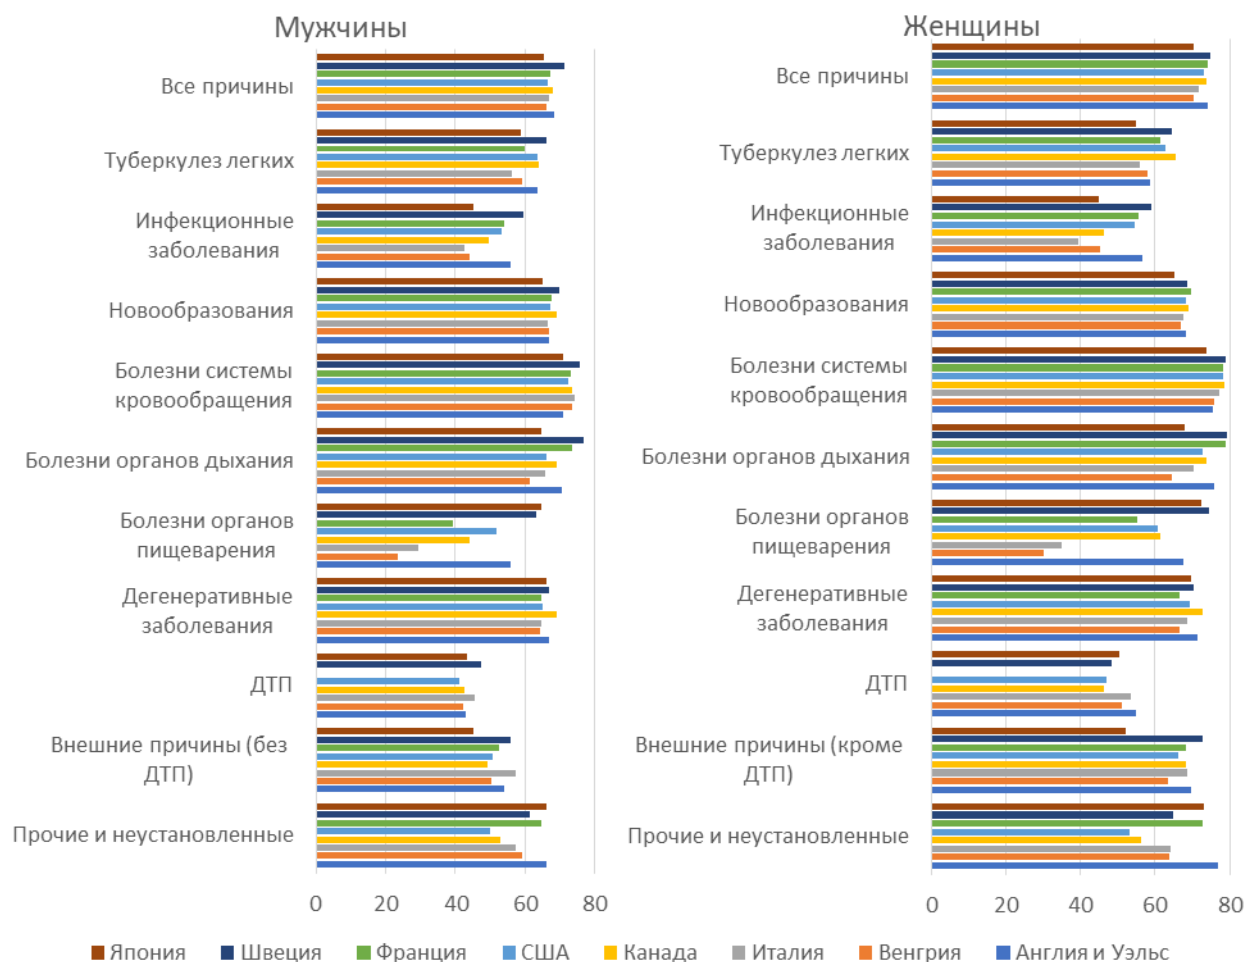 Мужчины
Все причины
Туберкулез легких
Инфекционные
заболевания
Новообразования
Болезни системы
кровообращения
Болезни органов дыхания
Болезни органов
пищеварения
Дегенеративные
заболевания
ДТП
Внешние причины (без
ДТП)
Прочие и неустановленные
0 20 40 60 80
Женщины
Все причины
Туберкулез легких
Инфекционные
заболевания
Новообразования
Болезни системы
кровообращения
Болезни органов дыхания
Болезни органов
пищеварения
Дегенеративные
заболевания
ДТП
Внешние причины (кроме
ДТП)
Прочие и неустановленные
0 20 40 60 80
Япония Швеция Франция США Канада Италия Венгрия Англия и Уэльс